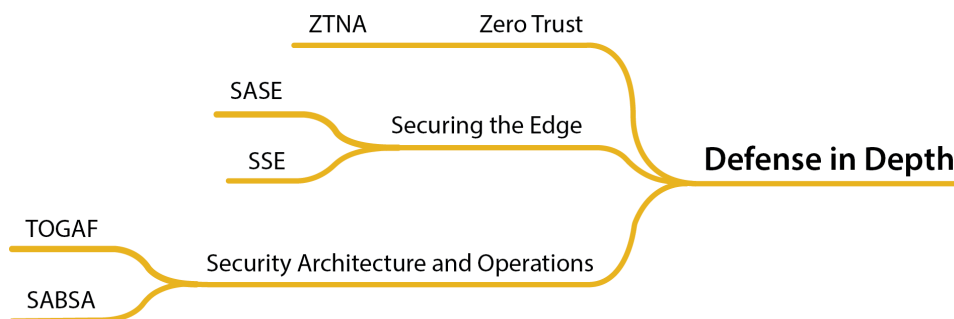 ZTNA
Zero Trust
SASE
Securing the Edge
SSE
Defense in Depth
TOGAF
Security Architecture and Operations
SABSA